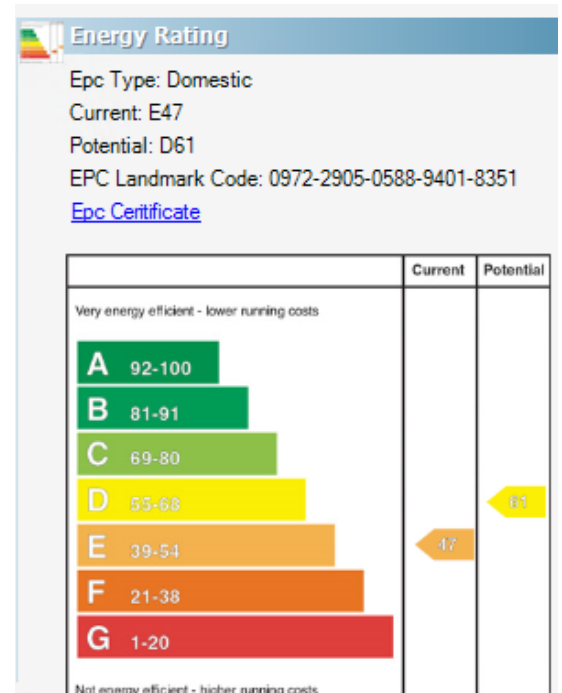 Energy Rating
Epc Type: Domestic
Current: E47
Potential: D61
EPC Landmark Code: 0972-2905-0588-9401-8351
Epc Ceritificate
Current Potential
Very energy efficient - lower running costs
A 92-100
B 81-91
C 69-80
D 55-68 61
E 39-54 47
F 21-38
G 1-20
Not energy efficient - higher running costs